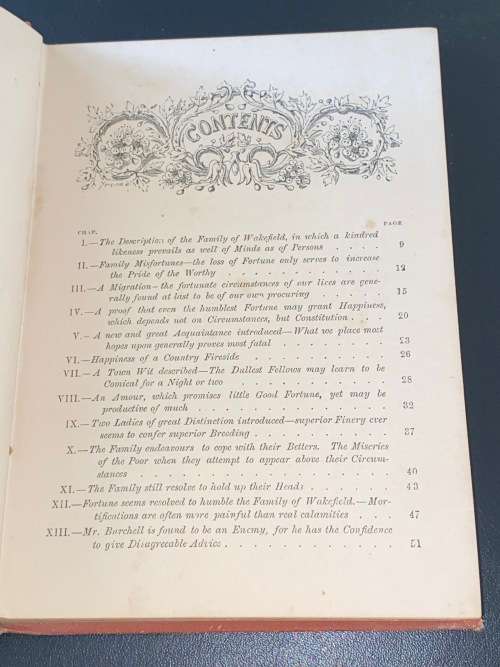 CONTENTS
CHAP. PAGE
I.—The Description of the Family of Wakefield, in which a kindred
likeness prevails as well of Minds as of Persons . . . . 9
II.—Family Misfortunes—the loss of Fortune only serves to increase
the Pride of the Worthy . . . . . . . . . . 12
III.—A Migration—the fortunate circumstances of our lives are gene-
rally found at last to be of our own procuring . . . . 15
IV.—A proof that even the humblest Fortune may grant Happiness,
which depends not on Circumstances, but Constitution . . . 20
V.—A new and great Acquaintance introduced—What we place most
hopes upon generally proves most fatal . . . . . . 23
VI.—Happiness of a Country Fireside . . . . . . . . 26
VII.—A Town Wit described—The Dullest Fellows may learn to be
Comical for a Night or two . . . . . . . . . 28
VIII.—An Amour, which promises little Good Fortune, yet may be
productive of much . . . . . . . . . . . 32
IX.—Two Ladies of great Distinction introduced—superior Finery ever
seems to confer superior Breeding . . . . . . . 37
X.—The Family endeavours to cope with their Betters. The Miseries
of the Poor when they attempt to appear above their Circum-
stances . . . . . . . . . . . . . . 40
XI.—The Family still resolve to hold up their Heads . . . . 43
XII.—Fortune seems resolved to humble the Family of Wakefield.—Mor-
tifications are often more painful than real calamities . . . 47
XIII.—Mr. Burchell is found to be an Enemy, for he has the Confidence
to give Disagreeable Advice . . . . . . . . . 51